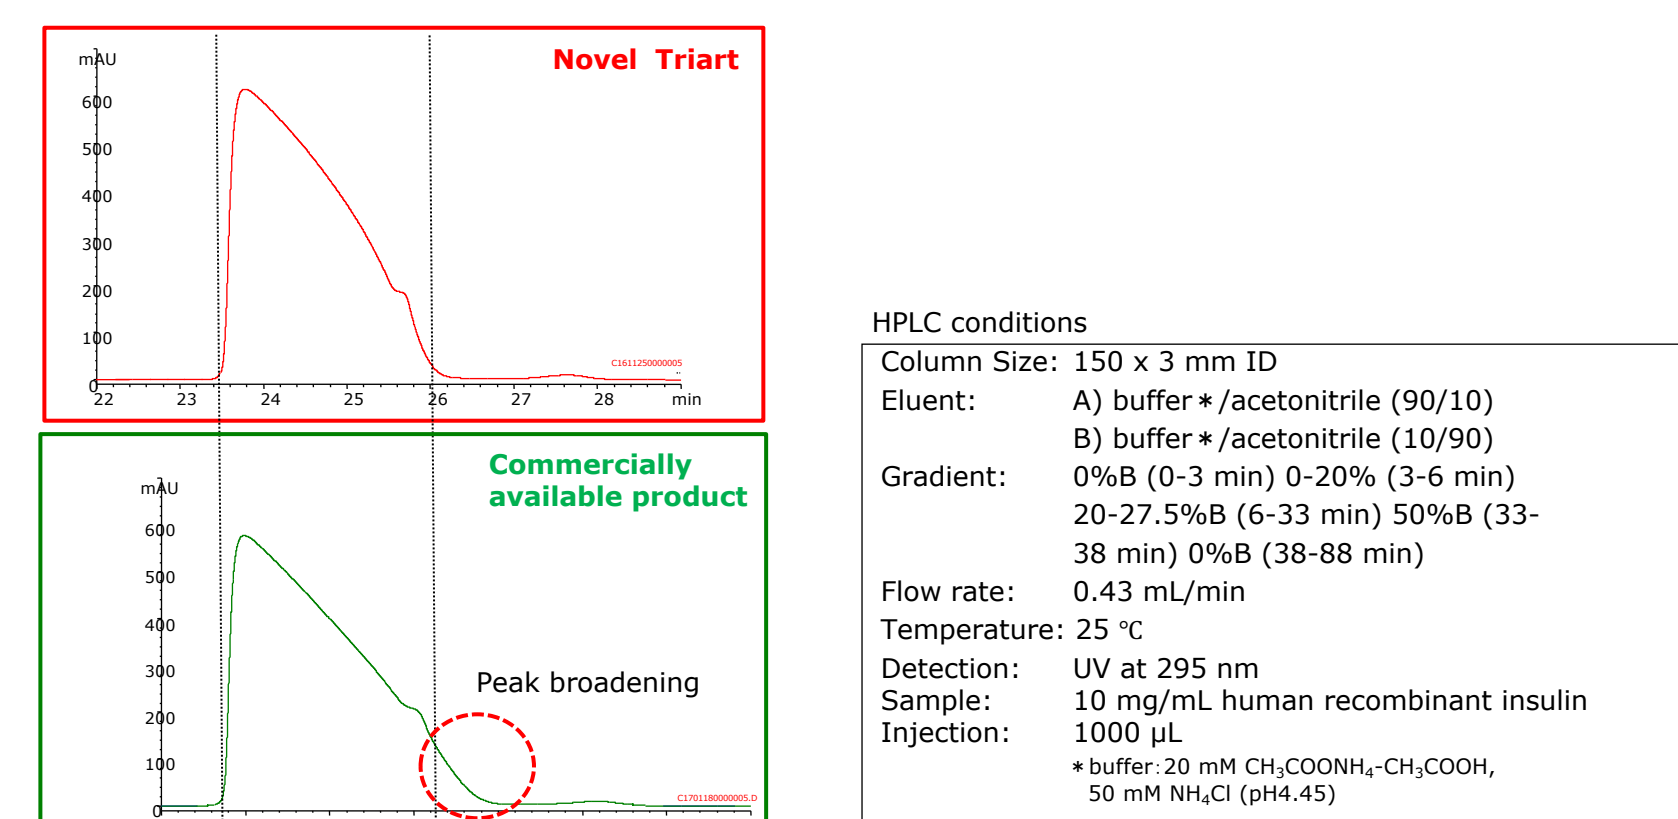 Novel Triart
mAU
600
500
400
300
200
100
0
C1611250000005
22 23 24 25 26 27 28 min
Commercially
available product
mAU
600
500
400
300
200
100
0
Peak broadening
C1701180000005.D
HPLC conditions
Column Size: 150 x 3 mm ID
Eluent: A) buffer*/acetonitrile (90/10)
B) buffer*/acetonitrile (10/90)
Gradient: 0%B (0-3 min) 0-20% (3-6 min)
20-27.5%B (6-33 min) 50%B (33-
38 min) 0%B (38-88 min)
Flow rate: 0.43 mL/min
Temperature: 25 ℃
Detection: UV at 295 nm
Sample: 10 mg/mL human recombinant insulin
Injection: 1000 µL
*buffer:20 mM CH₃COONH₄-CH₃COOH,
50 mM NH₄Cl (pH4.45)